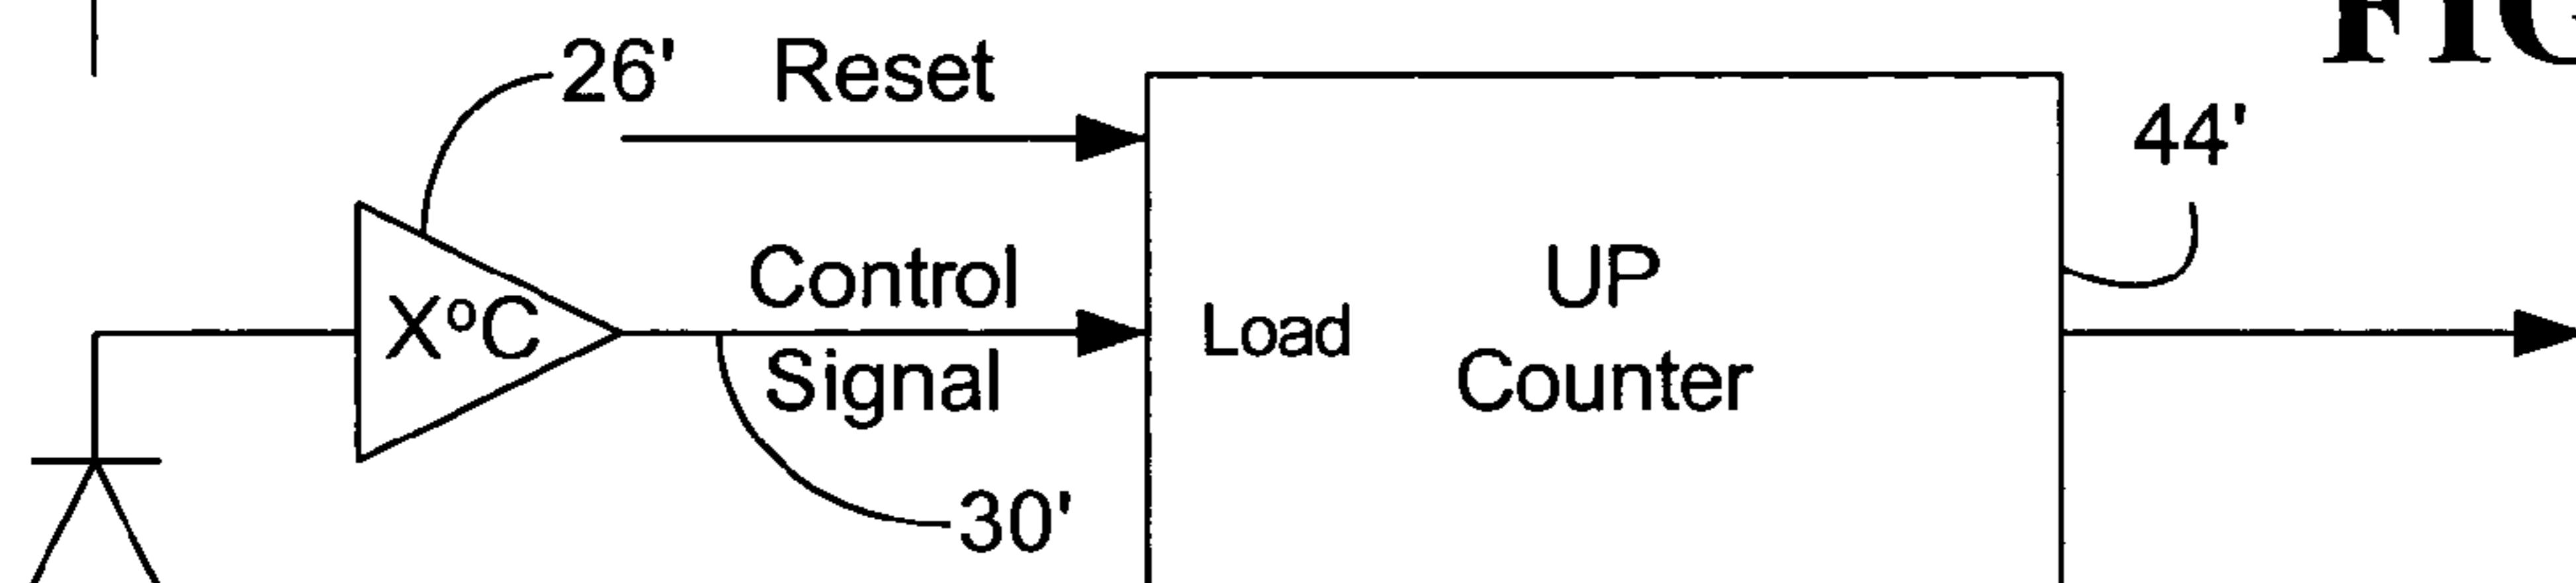 26'
Reset
44'
X°C
Control
Signal
Load
UP
Counter
30'